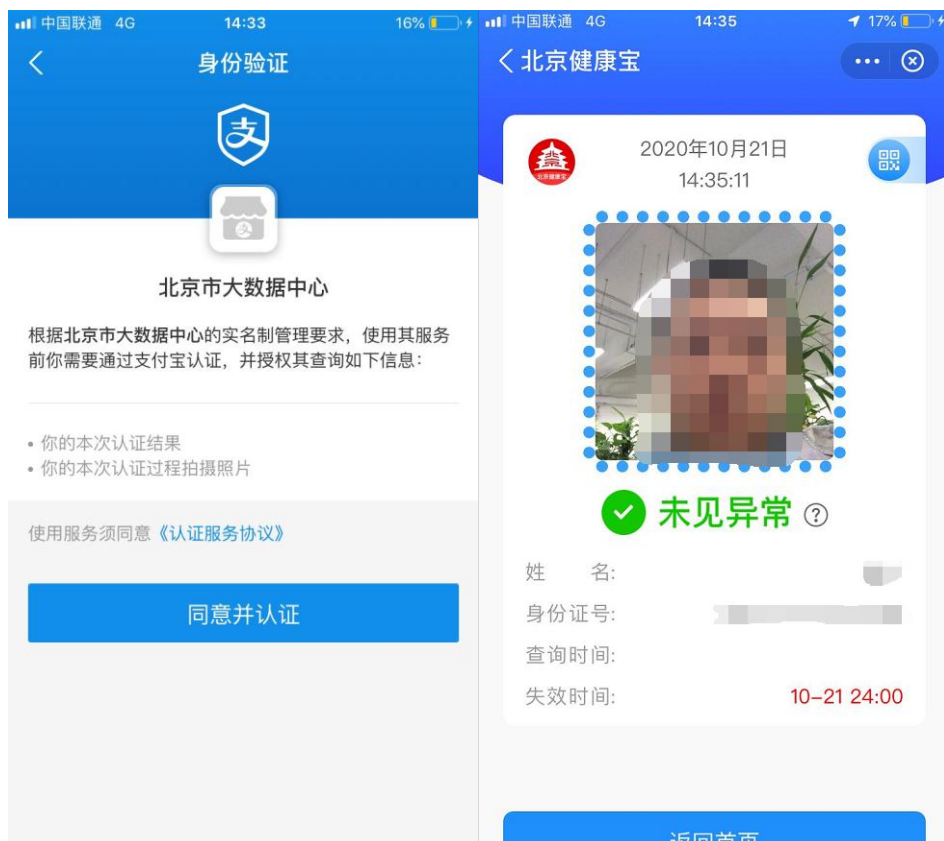 中国联通 4G 14:33 16%
身份验证
支
北京市大数据中心
根据北京市大数据中心的实名制管理要求，使用其服务
前你需要通过支付宝认证，并授权其查询如下信息：
• 你的本次认证结果
• 你的本次认证过程拍摄照片
使用服务须同意《认证服务协议》
同意并认证
中国联通 4G 14:35 17%
北京健康宝
2020年10月21日
14:35:11
北京健康宝
未见异常 ?
姓 名:
身份证号:
查询时间:
失效时间: 10-21 24:00
返回首页